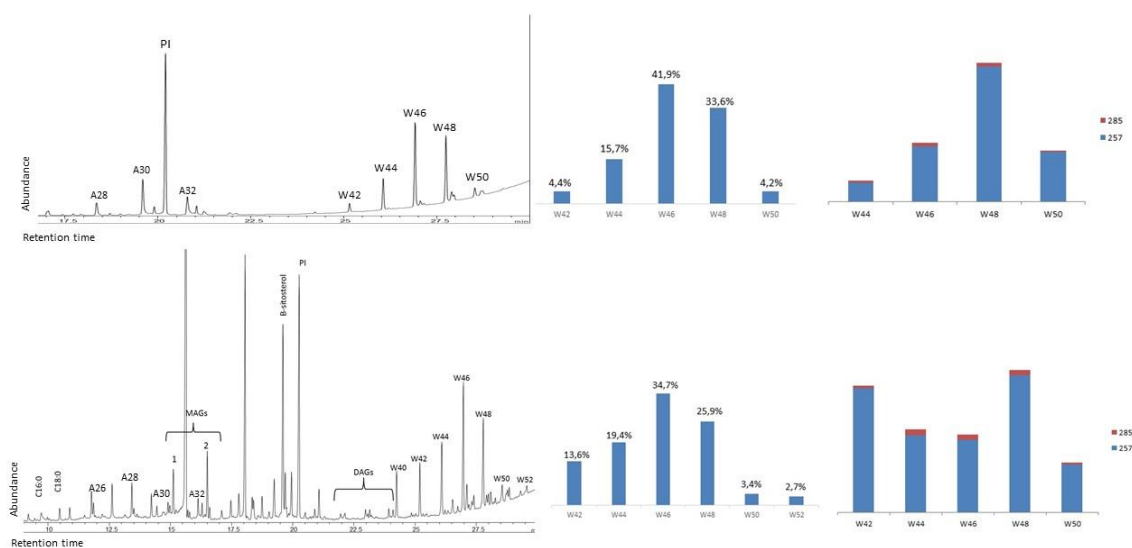 PI
W46
W48
A30
W44
A28
A32
W42
W50
Abundance
17.5 20 22.5 25 27.5 min
Retention time
4,4% 15,7% 41,9% 33,6% 4,2%
W42 W44 W46 W48 W50
285
257
W44 W46 W48 W50
PI
B-sitosterol
W46
W48
MAGs
1 2
W44
DAGs
W42
W40
C16:0 C18:0
A26 A28 A30 A32
W50 W52
Abundance
10 12.5 15 17.5 20 22.5 25 27.5
Retention time
13,6% 19,4% 34,7% 25,9% 3,4% 2,7%
W42 W44 W46 W48 W50 W52
285
257
W42 W44 W46 W48 W50